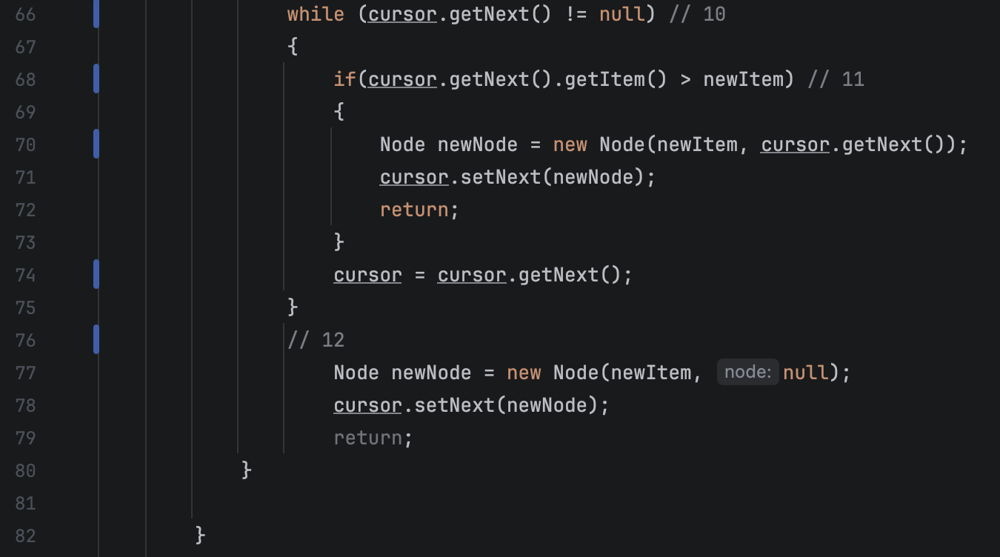 66 while (cursor.getNext() != null) // 10
67 {
68 if(cursor.getNext().getItem() > newItem) // 11
69 {
70 Node newNode = new Node(newItem, cursor.getNext());
71 cursor.setNext(newNode);
72 return;
73 }
74 cursor = cursor.getNext();
75 }
76 // 12
77 Node newNode = new Node(newItem, node: null);
78 cursor.setNext(newNode);
79 return;
80 }
81
82 }